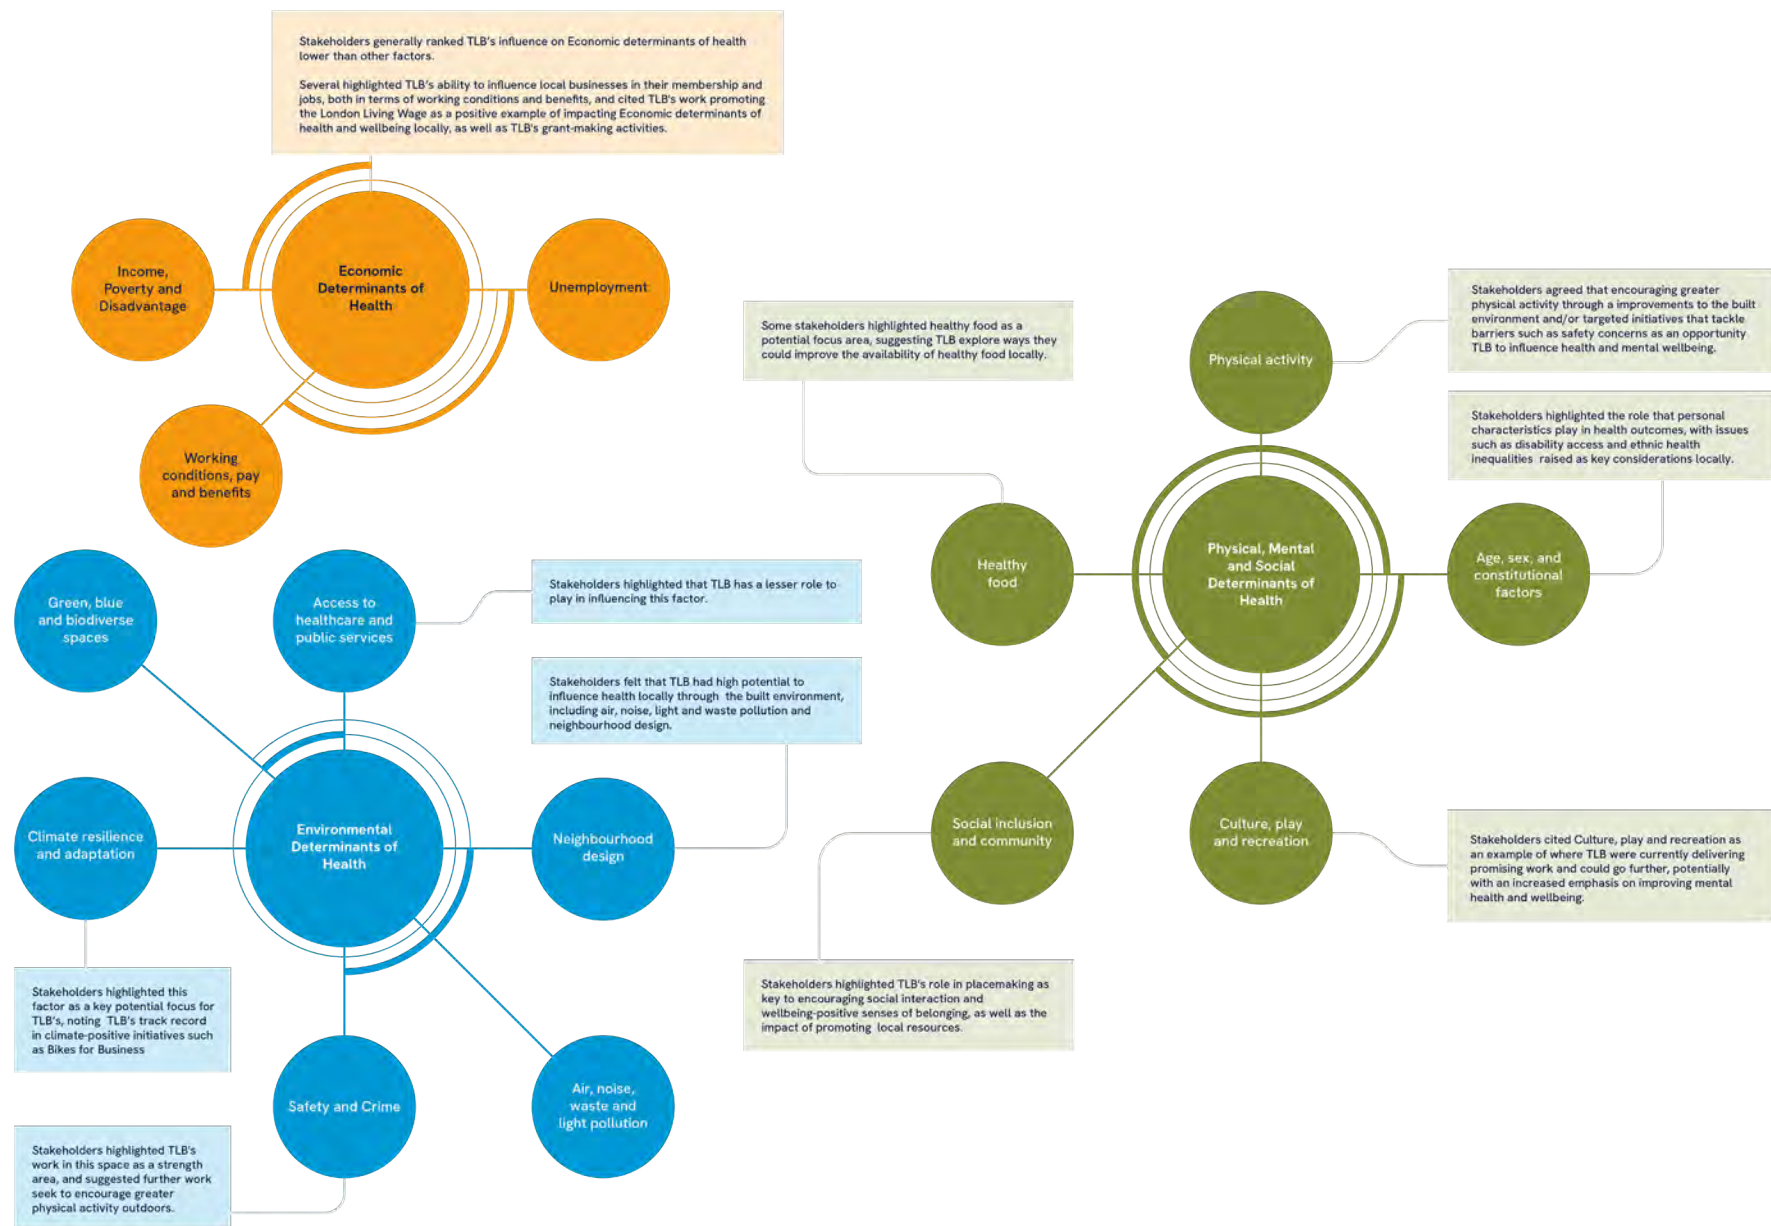 Stakeholders generally ranked TLB's influence on Economic determinants of health
lower than other factors.
Several highlighted TLB's ability to influence local businesses in their membership and
jobs, both in terms of working conditions and benefits, and cited TLB's work promoting
the London Living Wage as a positive example of impacting Economic determinants of
health and wellbeing locally, as well as TLB's grant-making activities.
Income,
Poverty and
Disadvantage
Economic
Determinants of
Health
Unemployment
Working
conditions, pay
and benefits
Green, blue
and biodiverse
spaces
Access to
healthcare and
public services
Stakeholders highlighted that TLB has a lesser role to
play in influencing this factor.
Stakeholders felt that TLB had high potential to
influence health locally through the built environment,
including air, noise, light and waste pollution and
neighbourhood design.
Climate resilience
and adaptation
Environmental
Determinants of
Health
Neighbourhood
design
Stakeholders highlighted this
factor as a key potential focus for
TLB's, noting TLB's track record
in climate-positive initiatives such
as Bikes for Business
Safety and Crime
Air, noise,
waste and
light pollution
Stakeholders highlighted TLB's
work in this space as a strength
area, and suggested further work
seek to encourage greater
physical activity outdoors.
Some stakeholders highlighted healthy food as a
potential focus area, suggesting TLB explore ways they
could improve the availability of healthy food locally.
Physical activity
Stakeholders agreed that encouraging greater
physical activity through a improvements to the built
environment and/or targeted initiatives that tackle
barriers such as safety concerns as an opportunity
TLB to influence health and mental wellbeing.
Stakeholders highlighted the role that personal
characteristics play in health outcomes, with issues
such as disability access and ethnic health
inequalities raised as key considerations locally.
Healthy
food
Physical, Mental
and Social
Determinants of
Health
Age, sex, and
constitutional
factors
Social inclusion
and community
Culture, play
and recreation
Stakeholders cited Culture, play and recreation as
an example of where TLB were currently delivering
promising work and could go further, potentially
with an increased emphasis on improving mental
health and wellbeing.
Stakeholders highlighted TLB's role in placemaking as
key to encouraging social interaction and
wellbeing-positive senses of belonging, as well as the
impact of promoting local resources.